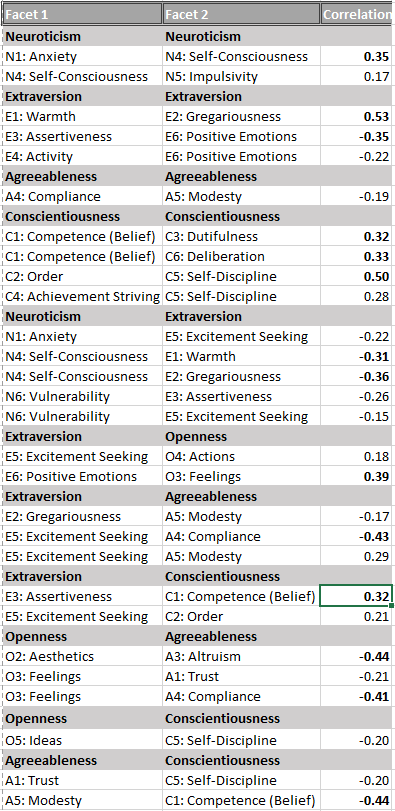 Facet 1 Facet 2 Correlation
Neuroticism Neuroticism
N1: Anxiety N4: Self-Consciousness 0.35
N4: Self-Consciousness N5: Impulsivity 0.17
Extraversion Extraversion
E1: Warmth E2: Gregariousness 0.53
E3: Assertiveness E6: Positive Emotions -0.35
E4: Activity E6: Positive Emotions -0.22
Agreeableness Agreeableness
A4: Compliance A5: Modesty -0.19
Conscientiousness Conscientiousness
C1: Competence (Belief) C3: Dutifulness 0.32
C1: Competence (Belief) C6: Deliberation 0.33
C2: Order C5: Self-Discipline 0.50
C4: Achievement Striving C5: Self-Discipline 0.28
Neuroticism Extraversion
N1: Anxiety E5: Excitement Seeking -0.22
N4: Self-Consciousness E1: Warmth -0.31
N4: Self-Consciousness E2: Gregariousness -0.36
N6: Vulnerability E3: Assertiveness -0.26
N6: Vulnerability E5: Excitement Seeking -0.15
Extraversion Openness
E5: Excitement Seeking O4: Actions 0.18
E6: Positive Emotions O3: Feelings 0.39
Extraversion Agreeableness
E2: Gregariousness A5: Modesty -0.17
E5: Excitement Seeking A4: Compliance -0.43
E5: Excitement Seeking A5: Modesty 0.29
Extraversion Conscientiousness
E3: Assertiveness C1: Competence (Belief) 0.32
E5: Excitement Seeking C2: Order 0.21
Openness Agreeableness
O2: Aesthetics A3: Altruism -0.44
O3: Feelings A1: Trust -0.21
O3: Feelings A4: Compliance -0.41
Openness Conscientiousness
O5: Ideas C5: Self-Discipline -0.20
Agreeableness Conscientiousness
A1: Trust C5: Self-Discipline -0.20
A5: Modesty C1: Competence (Belief) -0.44